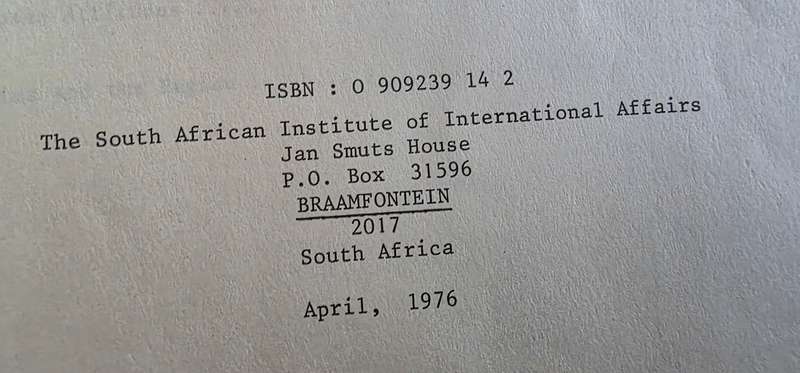 ISBN : 0 909239 14 2
The South African Institute of International Affairs
Jan Smuts House
P.O. Box 31596
BRAAMFONTEIN
2017
South Africa
April, 1976